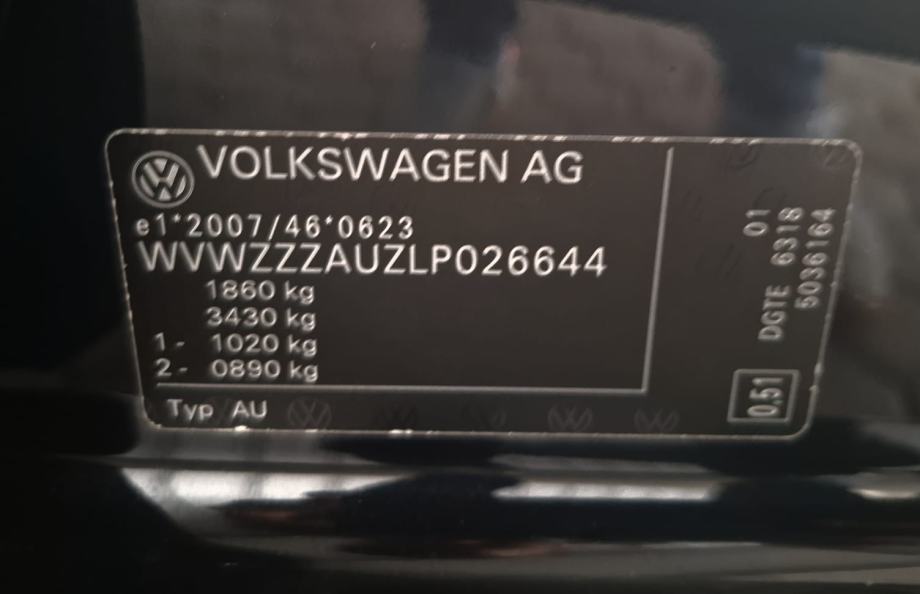 VOLKSWAGEN AG
e1*2007/46*0623
WVWZZZAUZLP026644
1860 kg
3430 kg
1- 1020 kg
2- 0890 kg
Typ AU
01
DGTE 6318
5036164
0,51